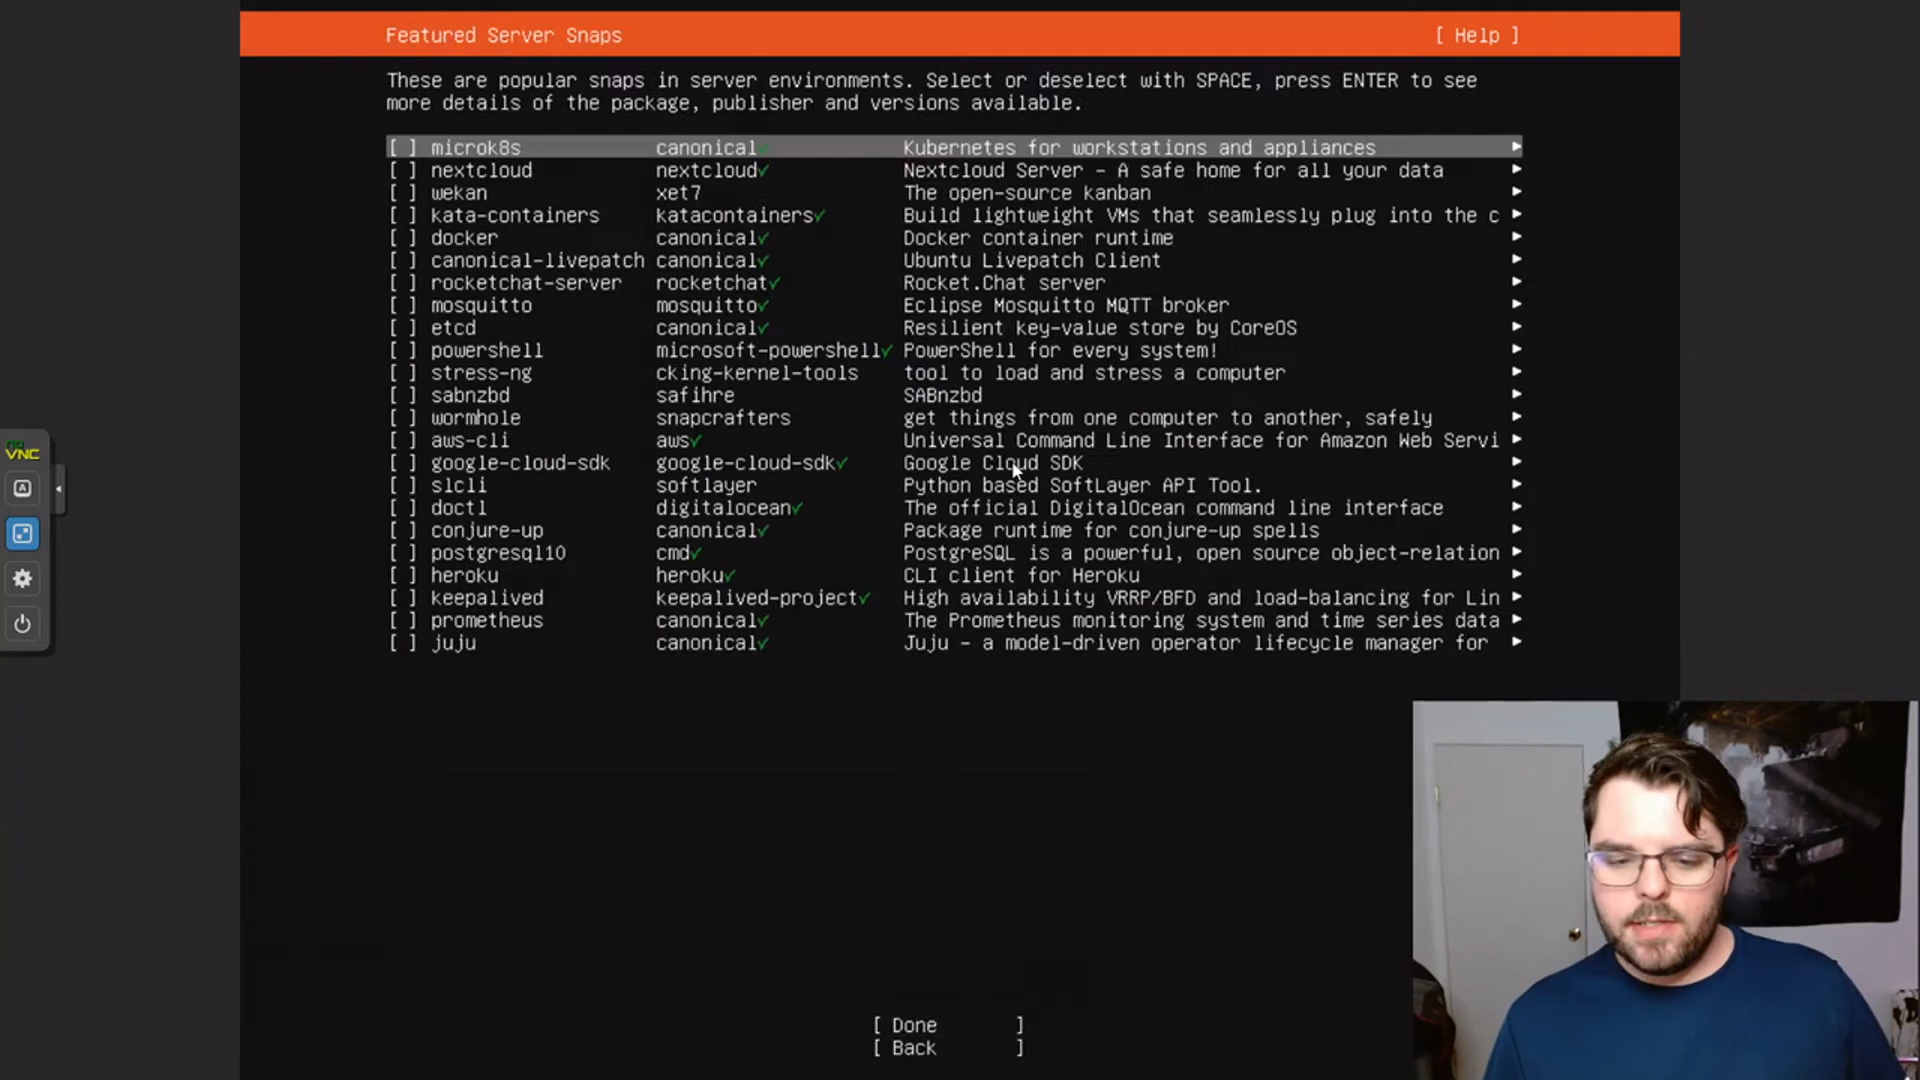 Featured Server Snaps [ Help ]
These are popular snaps in server environments. Select or deselect with SPACE, press ENTER to see
more details of the package, publisher and versions available.
[ ] microk8s canonical✓ Kubernetes for workstations and appliances ▸
[ ] nextcloud nextcloud✓ Nextcloud Server - A safe home for all your data ▸
[ ] wekan xet7 The open-source kanban ▸
[ ] kata-containers katacontainers✓ Build lightweight VMs that seamlessly plug into the c ▸
[ ] docker canonical✓ Docker container runtime ▸
[ ] canonical-livepatch canonical✓ Ubuntu Livepatch Client ▸
[ ] rocketchat-server rocketchat✓ Rocket.Chat server ▸
[ ] mosquitto mosquitto✓ Eclipse Mosquitto MQTT broker ▸
[ ] etcd canonical✓ Resilient key-value store by CoreOS ▸
[ ] powershell microsoft-powershell✓ PowerShell for every system! ▸
[ ] stress-ng cking-kernel-tools tool to load and stress a computer ▸
[ ] sabnzbd safihre SABnzbd ▸
[ ] wormhole snapcrafters get things from one computer to another, safely ▸
[ ] aws-cli aws✓ Universal Command Line Interface for Amazon Web Servi ▸
[ ] google-cloud-sdk google-cloud-sdk✓ Google Cloud SDK ▸
[ ] slcli softlayer Python based SoftLayer API Tool. ▸
[ ] doctl digitalocean✓ The official DigitalOcean command line interface ▸
[ ] conjure-up canonical✓ Package runtime for conjure-up spells ▸
[ ] postgresql10 cmd✓ PostgreSQL is a powerful, open source object-relation ▸
[ ] heroku heroku✓ CLI client for Heroku ▸
[ ] keepalived keepalived-project✓ High availability VRRP/BFD and load-balancing for Lin ▸
[ ] prometheus canonical✓ The Prometheus monitoring system and time series data ▸
[ ] juju canonical✓ Juju - a model-driven operator lifecycle manager for ▸
no
VNC
A
[ Done ]
[ Back ]